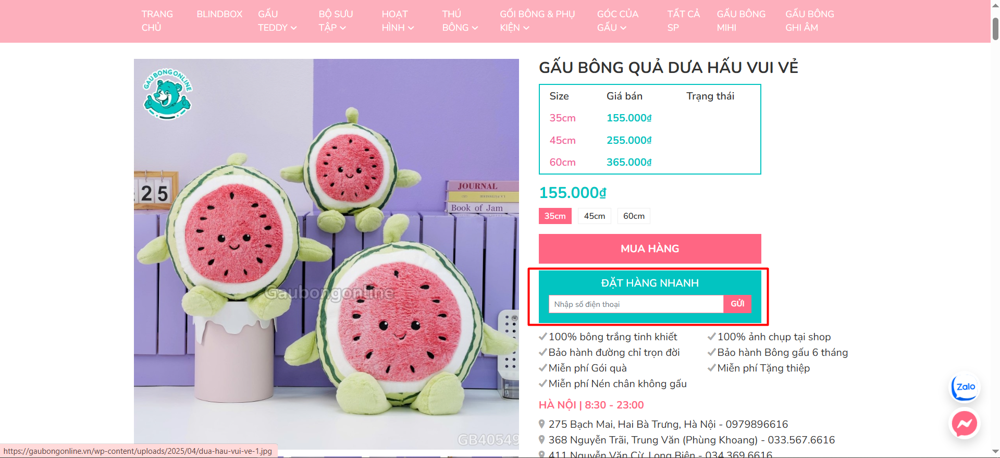 TRANG CHỦ
BLINDBOX
GẤU TEDDY
BỘ SƯU TẬP
HOẠT HÌNH
THÚ BÔNG
GỐI BÔNG & PHỤ KIỆN
GÓC CỦA GẤU
TẤT CẢ SP
GẤU BÔNG MIHI
GẤU BÔNG GHI ÂM
GAUBONGONLINE
25
JOURNAL
LA PATISSERIE
Book of Jam
Gaubongonline
GB40549
GẤU BÔNG QUẢ DƯA HẤU VUI VẺ
Size Giá bán Trạng thái
35cm 155.000₫
45cm 255.000₫
60cm 365.000₫
155.000₫
35cm 45cm 60cm
MUA HÀNG
ĐẶT HÀNG NHANH
Nhập số điện thoại GỬI
100% bông trắng tinh khiết 100% ảnh chụp tại shop
Bảo hành đường chỉ trọn đời Bảo hành Bông gấu 6 tháng
Miễn phí Gói quà Miễn phí Tặng thiệp
Miễn phí Nén chân không gấu
HÀ NỘI | 8:30 - 23:00
275 Bạch Mai, Hai Bà Trưng, Hà Nội - 0979896616
368 Nguyễn Trãi, Trung Văn (Phùng Khoang) - 033.567.6616
411 Nguyễn Văn Cừ, Long Biên - 034.369.6616
Zalo
https://gaubongonline.vn/wp-content/uploads/2025/04/dua-hau-vui-ve-1.jpg